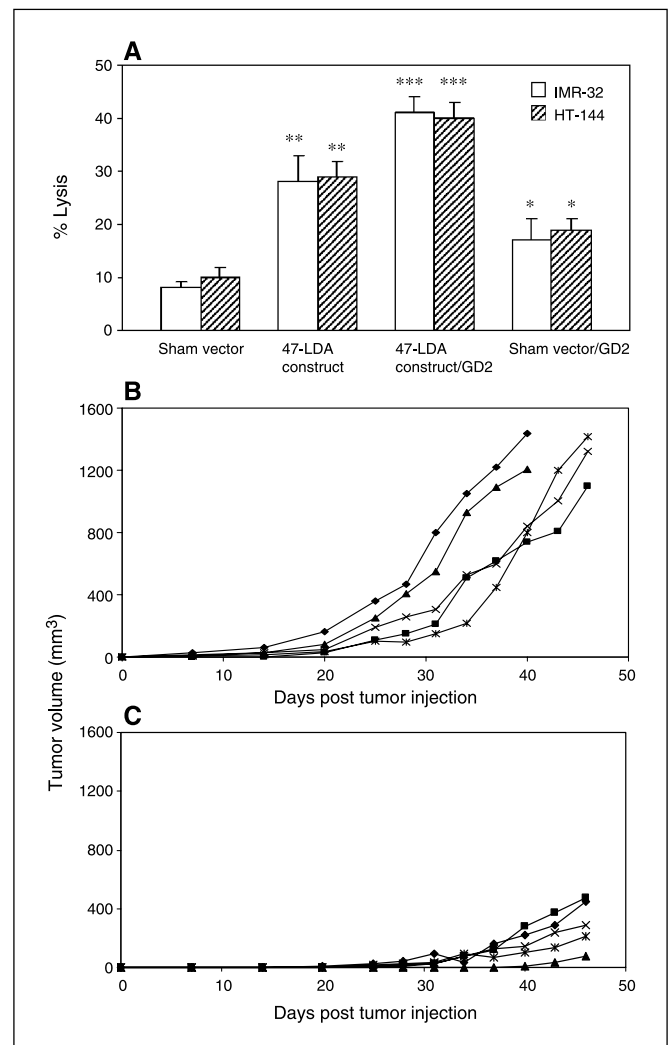 A
50
40
30
20
10
0
% Lysis
** **
*** ***
* *
IMR-32
HT-144
Sham vector
47-LDA
construct
47-LDA
construct/GD2
Sham vector/GD2
B
1600
1200
800
400
0
0 10 20 30 40 50
Days post tumor injection
Tumor volume (mm³)
C
1600
1200
800
400
0
0 10 20 30 40 50
Days post tumor injection